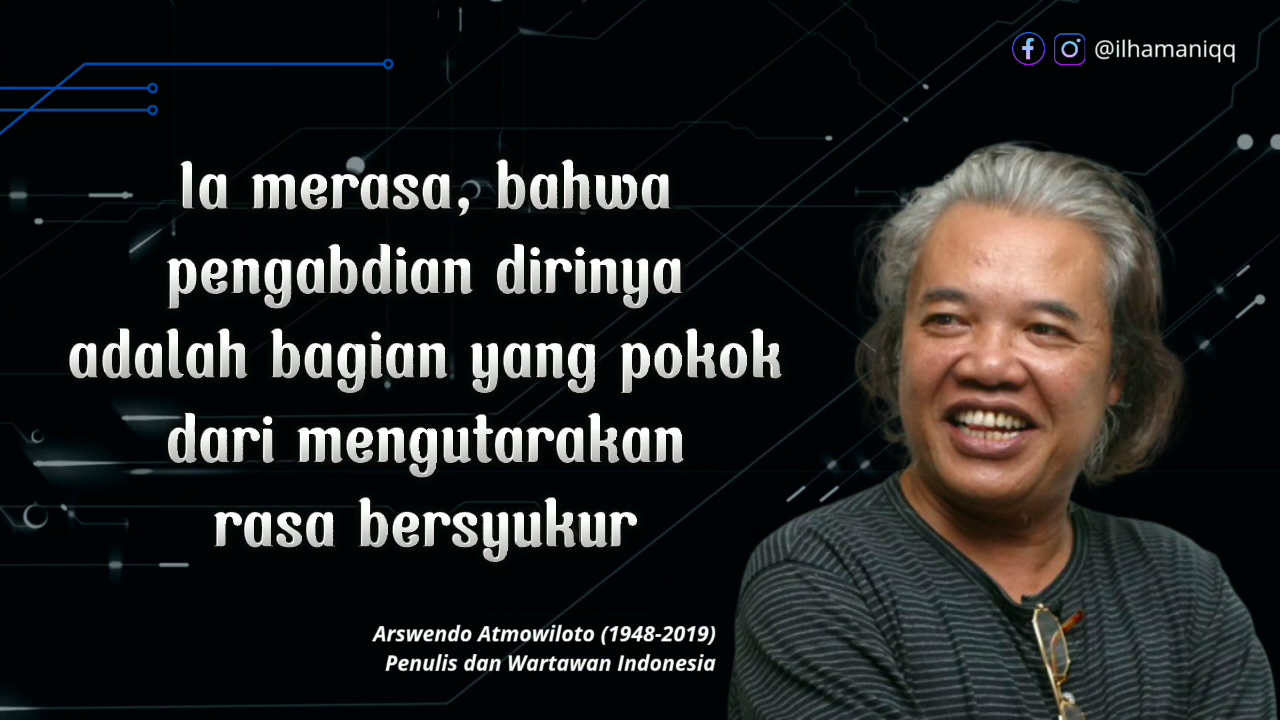 @ilhamaniqq
Ia merasa, bahwa
pengabdian dirinya
adalah bagian yang pokok
dari mengutarakan
rasa bersyukur
Arswendo Atmowiloto (1948-2019)
Penulis dan Wartawan Indonesia